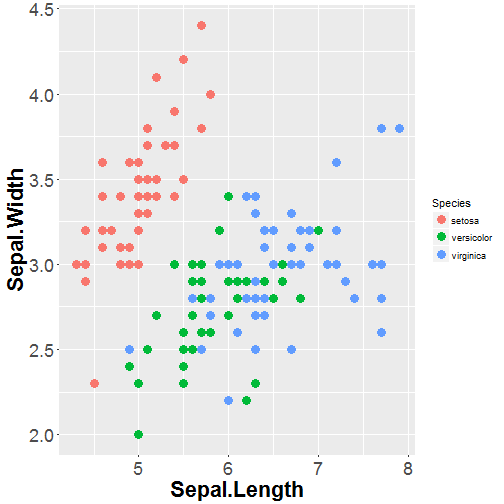 4.5
4.0
3.5
3.0
2.5
2.0
Sepal.Width
5 6 7 8
Sepal.Length
Species
setosa
versicolor
virginica